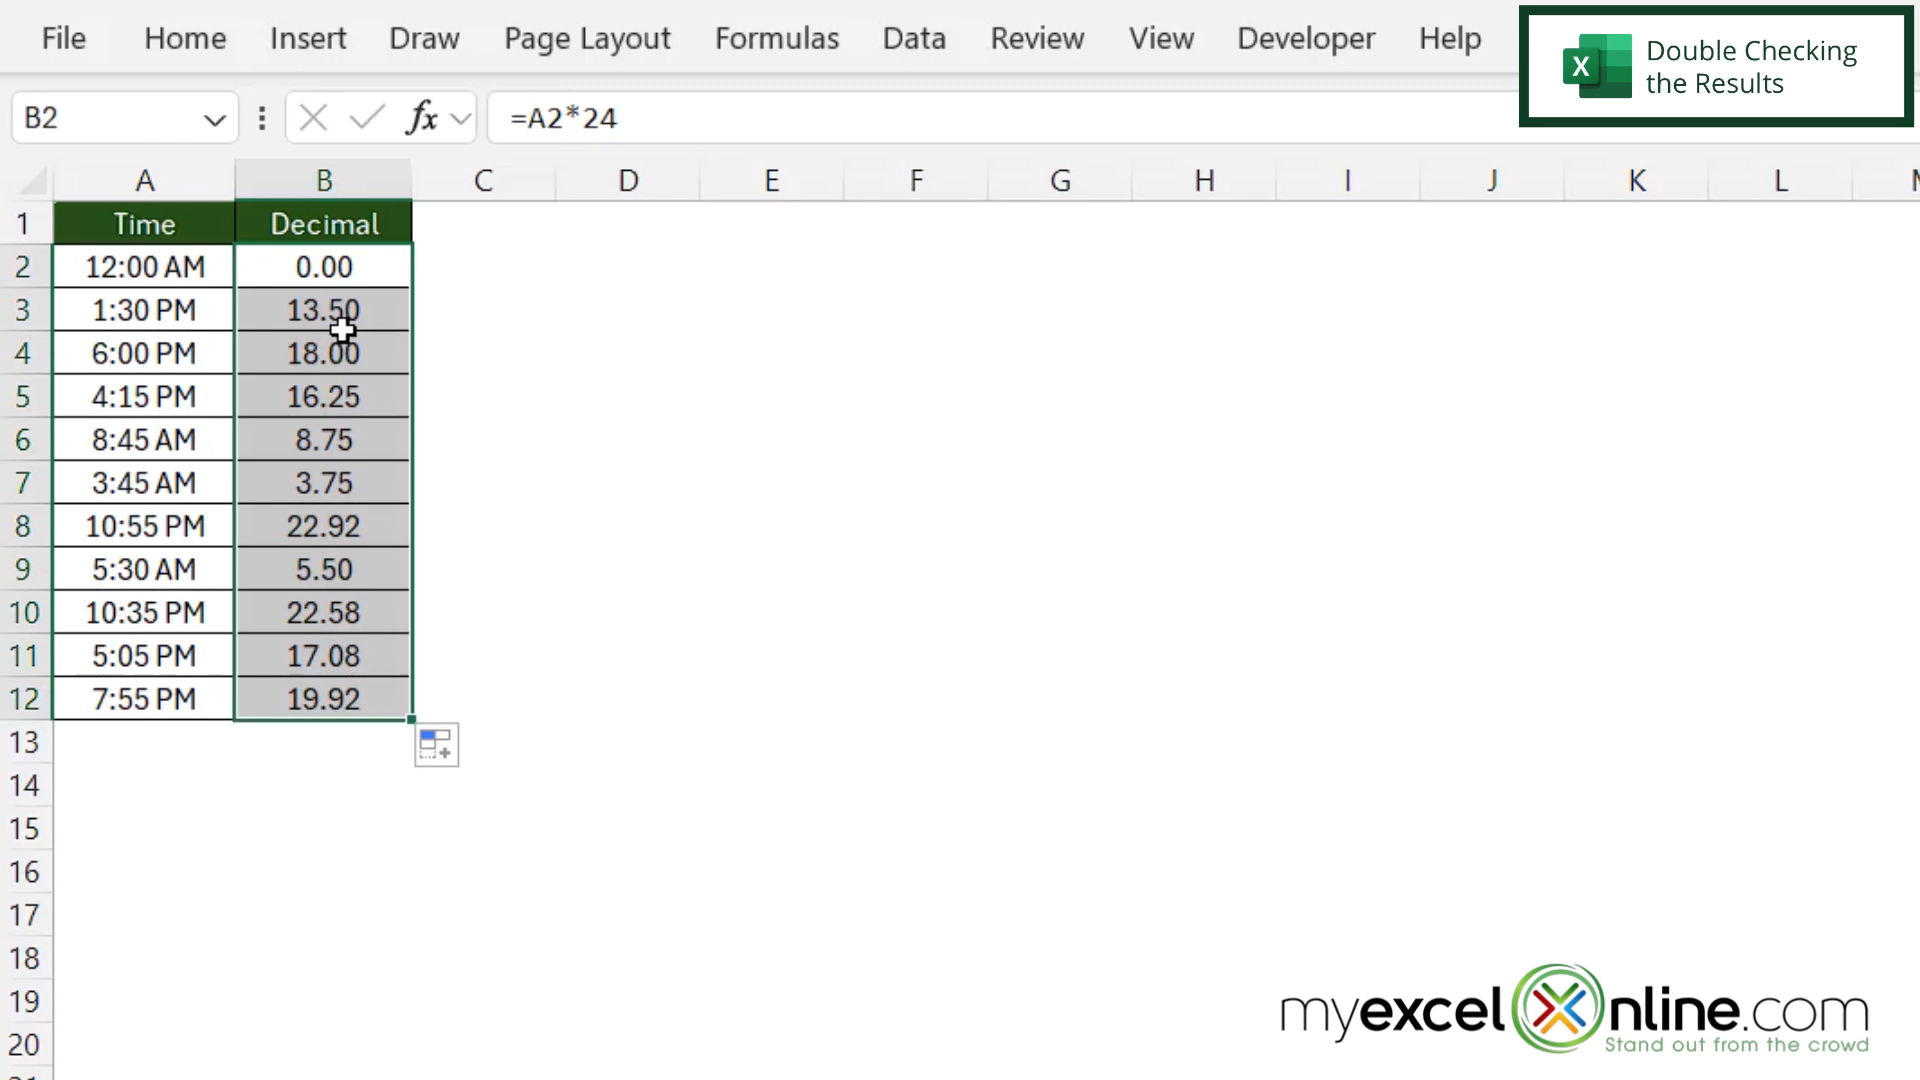 File Home Insert Draw Page Layout Formulas Data Review View Developer Help
X Double Checking
the Results
B2 fx =A2*24
A B C D E F G H I J K L
1 Time Decimal
2 12:00 AM 0.00
3 1:30 PM 13.50
4 6:00 PM 18.00
5 4:15 PM 16.25
6 8:45 AM 8.75
7 3:45 AM 3.75
8 10:55 PM 22.92
9 5:30 AM 5.50
10 10:35 PM 22.58
11 5:05 PM 17.08
12 7:55 PM 19.92
13
14
15
16
17
18
19
20
myexcelOnline.com
Stand out from the crowd